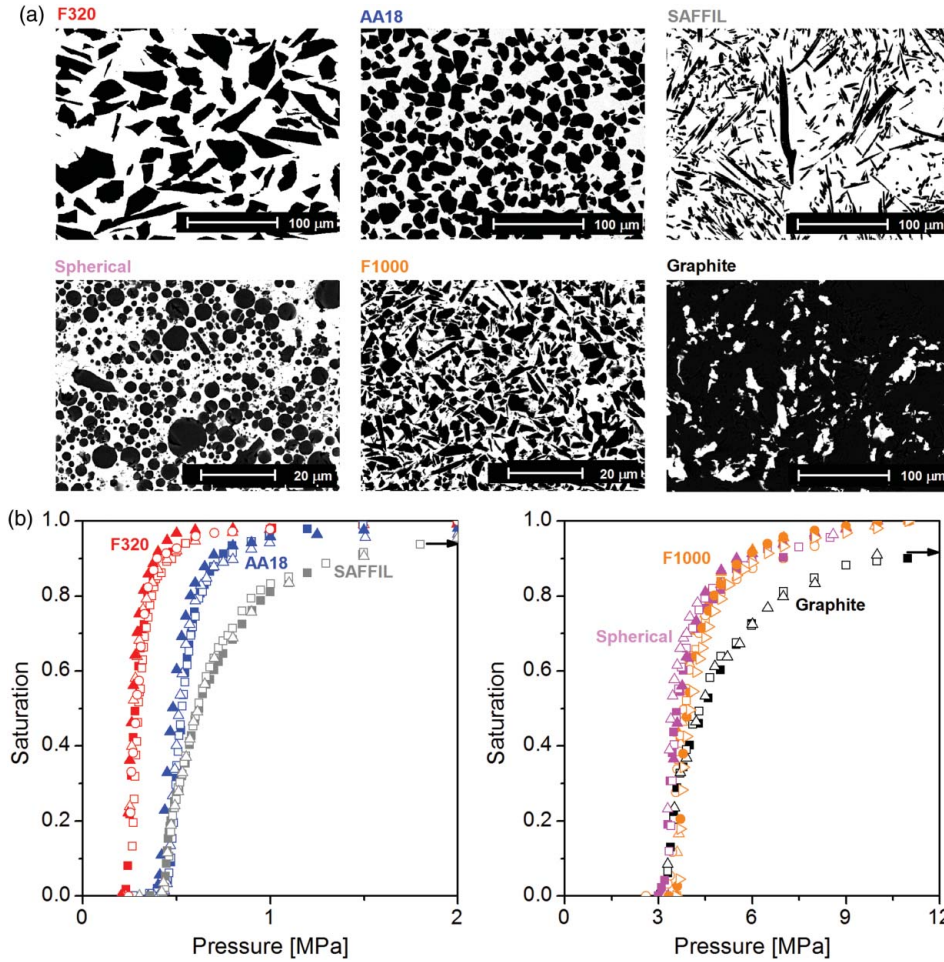 (a)
F320 AA18 SAFFIL
100 µm 100 µm 100 µm
Spherical F1000 Graphite
20 µm 20 µm 100 µm
(b)
1.0 1.0
F320 AA18 SAFFIL
F1000 Graphite Spherical
0.8 0.8
0.6 0.6
0.4 0.4
0.2 0.2
0.0 0.0
Saturation Saturation
0 1 2 0 3 6 9 12
Pressure [MPa] Pressure [MPa]